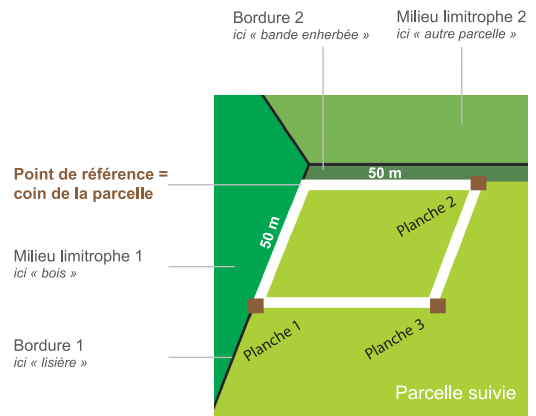 Bordure 2
ici « bande enherbée »
Milieu limitrophe 2
ici « autre parcelle »
Point de référence =
coin de la parcelle
50 m
50 m
Planche 2
Milieu limitrophe 1
ici « bois »
Planche 1
Planche 3
Bordure 1
ici « lisière »
Parcelle suivie